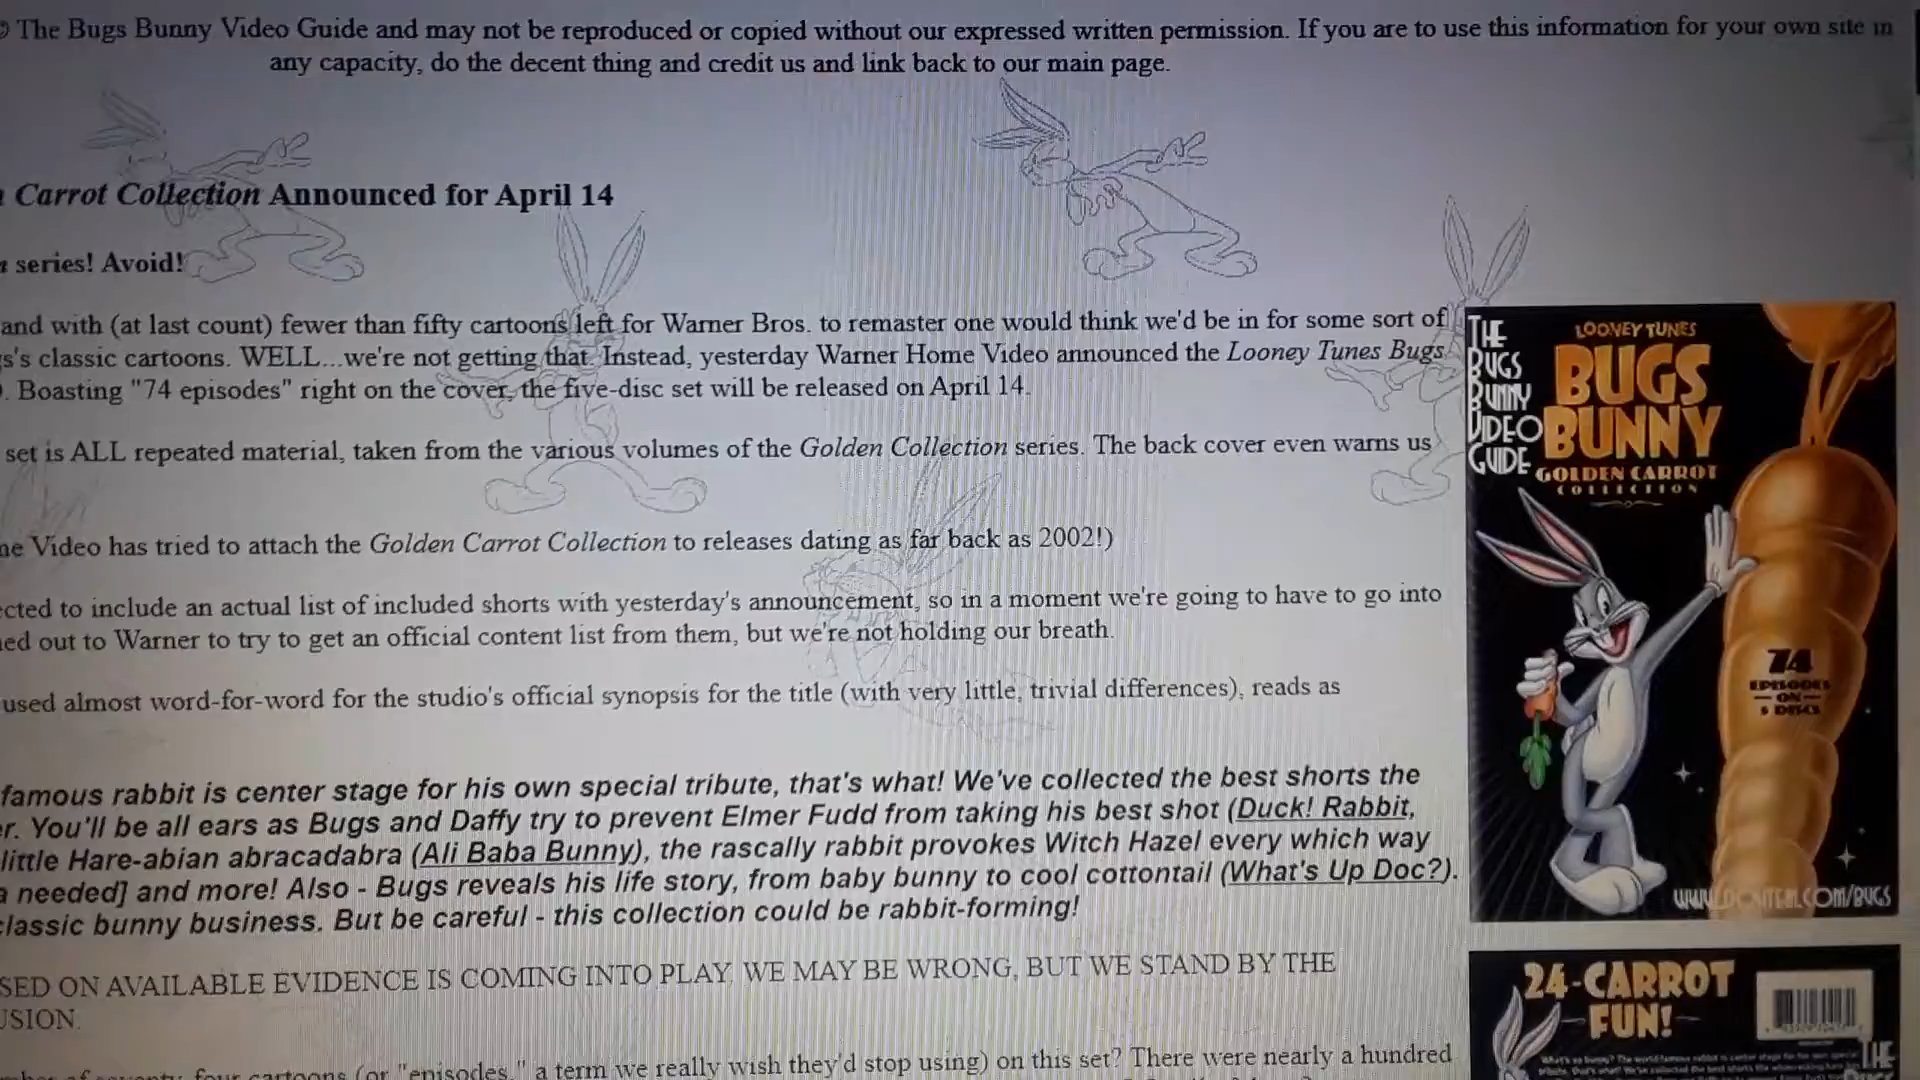 The Bugs Bunny Video Guide and may not be reproduced or copied without our expressed written permission. If you are to use this information for your own site in
any capacity, do the decent thing and credit us and link back to our main page.
Carrot Collection Announced for April 14
series! Avoid!
and with (at last count) fewer than fifty cartoons left for Warner Bros. to remaster one would think we'd be in for some sort of
s's classic cartoons. WELL...we're not getting that. Instead, yesterday Warner Home Video announced the Looney Tunes Bugs
. Boasting "74 episodes" right on the cover, the five-disc set will be released on April 14.
set is ALL repeated material, taken from the various volumes of the Golden Collection series. The back cover even warns us
Video has tried to attach the Golden Carrot Collection to releases dating as far back as 2002!)
cted to include an actual list of included shorts with yesterday's announcement, so in a moment we're going to have to go into
ed out to Warner to try to get an official content list from them, but we're not holding our breath.
used almost word-for-word for the studio's official synopsis for the title (with very little, trivial differences), reads as
famous rabbit is center stage for his own special tribute, that's what! We've collected the best shorts the
r. You'll be all ears as Bugs and Daffy try to prevent Elmer Fudd from taking his best shot (Duck! Rabbit,
little Hare-abian abracadabra (Ali Baba Bunny), the rascally rabbit provokes Witch Hazel every which way
needed] and more! Also - Bugs reveals his life story, from baby bunny to cool cottontail (What's Up Doc?).
classic bunny business. But be careful - this collection could be rabbit-forming!
SED ON AVAILABLE EVIDENCE IS COMING INTO PLAY. WE MAY BE WRONG, BUT WE STAND BY THE
USION.
four cartoons (or "episodes," a term we really wish they'd stop using) on this set? There were nearly a hundred
THE
BUGS
BUNNY
VIDEO
GUIDE
LOONEY TUNES
BUGS
BUNNY
GOLDEN CARROT
COLLECTION
74
EPISODES
ON
5 DISCS
24-CARROT
FUN!
THE